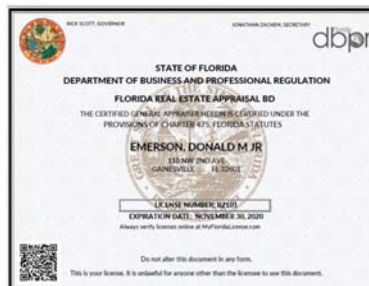 RICK SCOTT, GOVERNOR
JONATHAN ZACHEM, SECRETARY
dbpr
STATE OF FLORIDA
DEPARTMENT OF BUSINESS AND PROFESSIONAL REGULATION
FLORIDA REAL ESTATE APPRAISAL BD
THE CERTIFIED GENERAL APPRAISER HEREIN IS CERTIFIED UNDER THE
PROVISIONS OF CHAPTER 475, FLORIDA STATUTES
EMERSON, DONALD M JR
110 NW 2ND AVE
GAINESVILLE FL 32601
LICENSE NUMBER: RZ101
EXPIRATION DATE: NOVEMBER 30, 2020
Always verify licenses online at MyFloridaLicense.com
Do not alter this document in any form.
This is your license. It is unlawful for anyone other than the licensee to use this document.